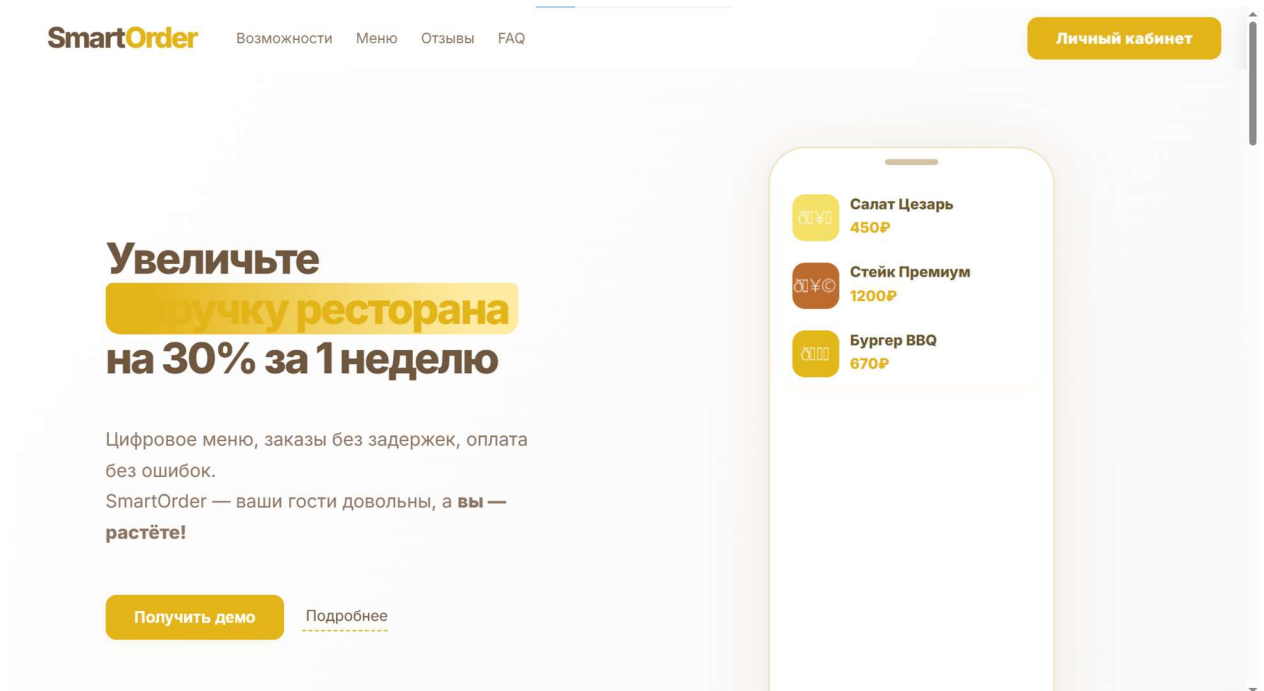 SmartOrder
Возможности Меню Отзывы FAQ
Личный кабинет
Увеличьте
выручку ресторана
на 30% за 1 неделю
Цифровое меню, заказы без задержек, оплата
без ошибок.
SmartOrder — ваши гости довольны, а вы —
растёте!
Получить демо
Подробнее
Салат Цезарь
450₽
Стейк Премиум
1200₽
Бургер BBQ
670₽